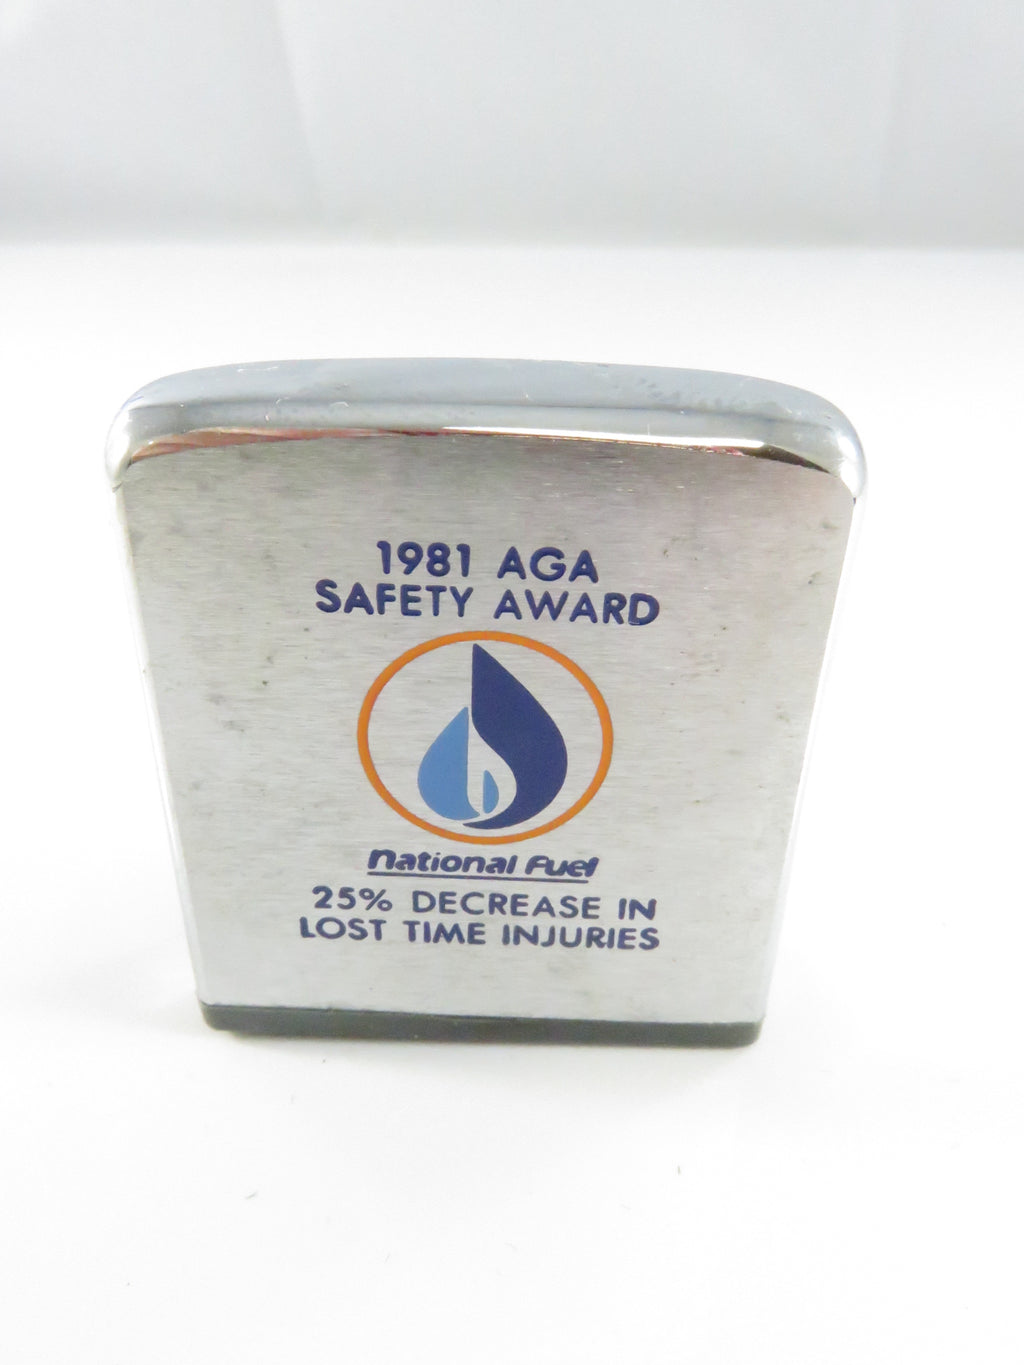 1981 AGA
SAFETY AWARD
National Fuel
25% DECREASE IN
LOST TIME INJURIES